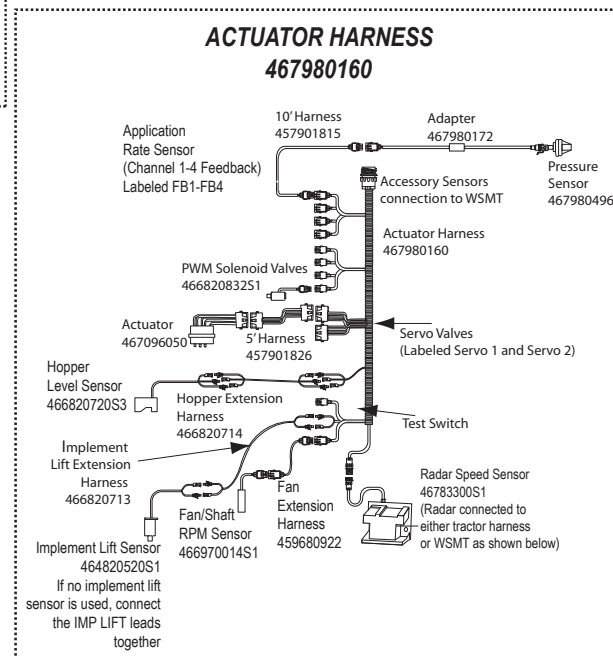 ACTUATOR HARNESS
467980160
10' Harness
457901815
Adapter
467980172
Application
Rate Sensor
(Channel 1-4 Feedback)
Labeled FB1-FB4
Pressure
Sensor
467980496
Accessory Sensors
connection to WSMT
Actuator Harness
467980160
PWM Solenoid Valves
466820832S1
Actuator
467096050
5' Harness
457901826
Servo Valves
(Labeled Servo 1 and Servo 2)
Hopper
Level Sensor
466820720S3
Hopper Extension
Harness
466820714
Test Switch
Implement
Lift Extension
Harness
466820713
Fan/Shaft
RPM Sensor
466970014S1
Fan
Extension
Harness
459680922
Radar Speed Sensor
46783300S1
(Radar connected to
either tractor harness
or WSMT as shown below)
Implement Lift Sensor
464820520S1
If no implement lift
sensor is used, connect
the IMP LIFT leads
together